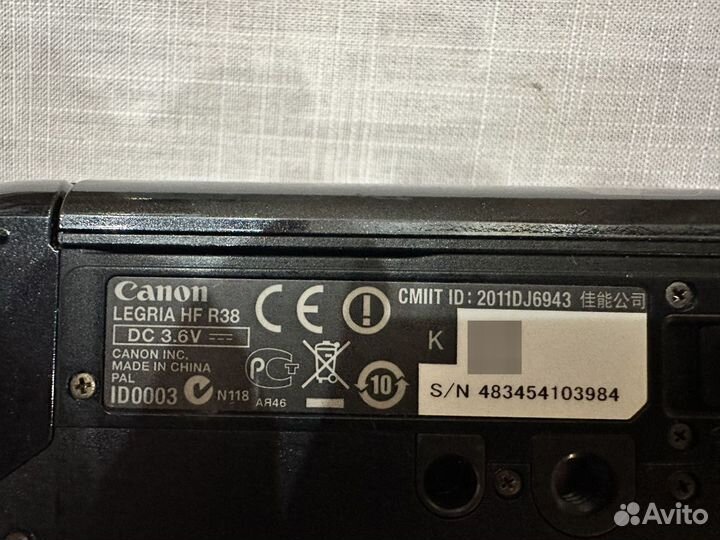 Canon
LEGRIA HF R38
DC 3.6V
CANON INC.
MADE IN CHINA
PAL
ID0003
N118
PCT
АЯ46
10
CE
CMIIT ID: 2011DJ6943 佳能公司
K
S/N 483454103984
Avito